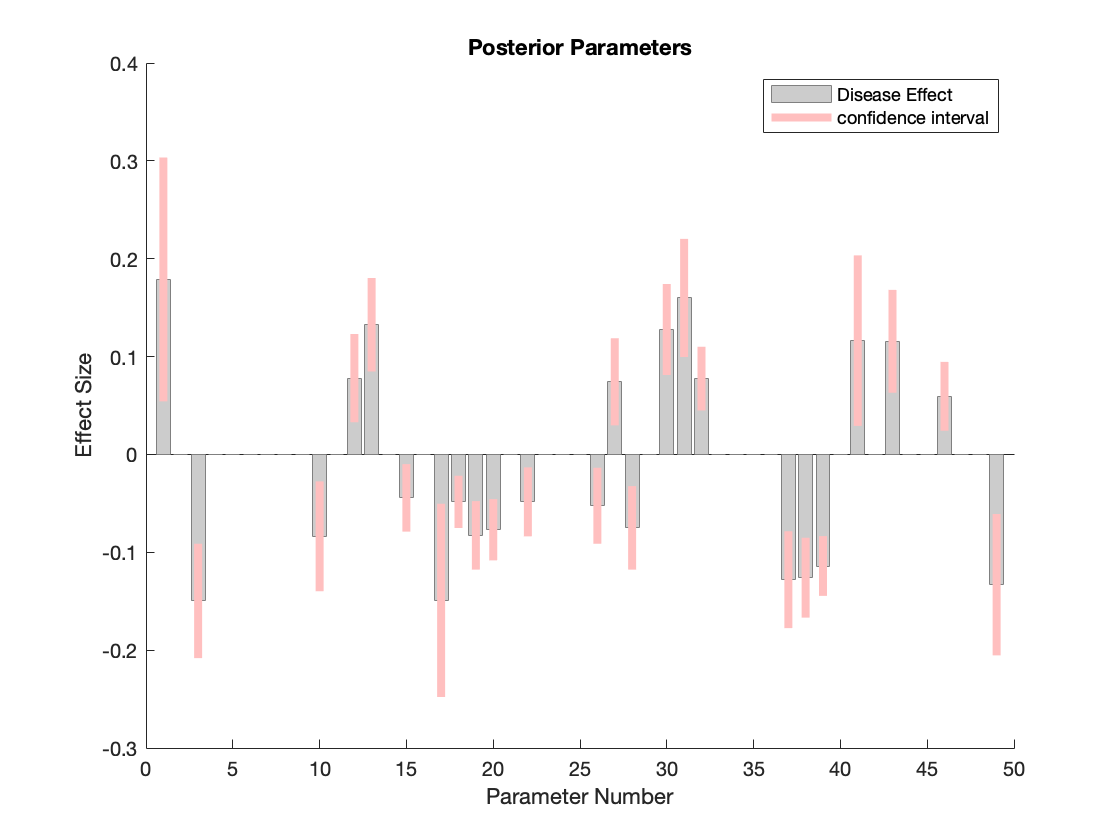 Posterior Parameters
Disease Effect
confidence interval
0.4
0.3
0.2
0.1
0
-0.1
-0.2
-0.3
Effect Size
0 5 10 15 20 25 30 35 40 45 50
Parameter Number